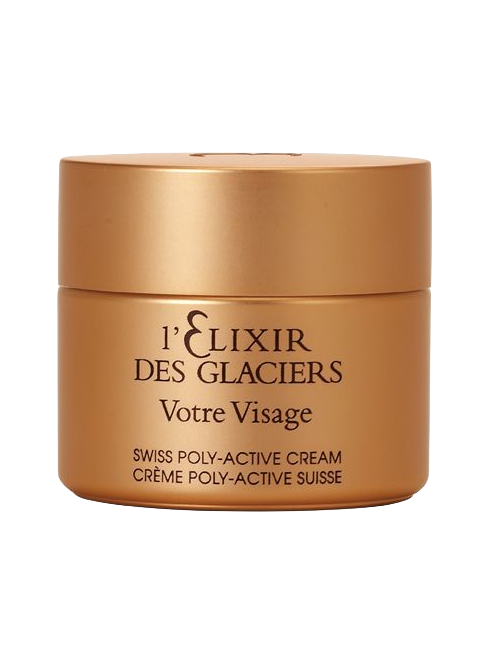 l'ELIXIR
DES GLACIERS
Votre Visage
SWISS POLY-ACTIVE CREAM
CRÈME POLY-ACTIVE SUISSE